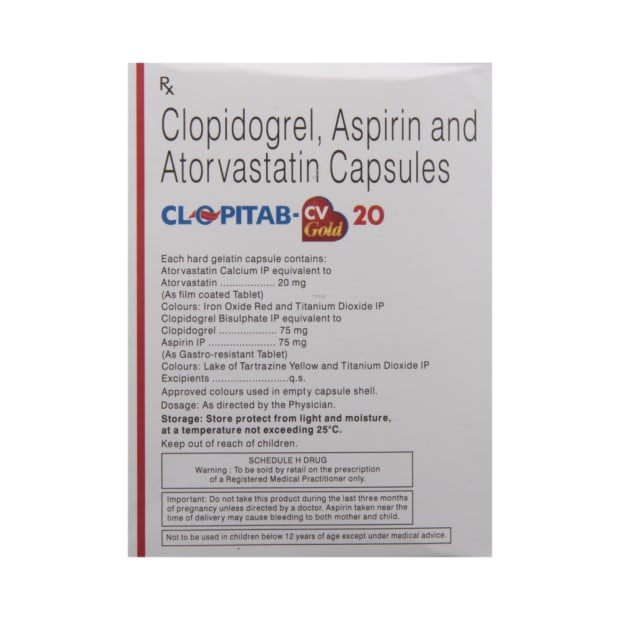 Rx
Clopidogrel, Aspirin and
Atorvastatin Capsules
CLOPITAB-CV Gold 20
Each hard gelatin capsule contains:
Atorvastatin Calcium IP equivalent to
Atorvastatin .................. 20 mg
(As film coated Tablet)
Colours: Iron Oxide Red and Titanium Dioxide IP
Clopidogrel Bisulphate IP equivalent to
Clopidogrel ................... 75 mg
Aspirin IP ...................... 75 mg
(As Gastro-resistant Tablet)
Colours: Lake of Tartrazine Yellow and Titanium Dioxide IP
Excipients .........................q.s.
Approved colours used in empty capsule shell.
Dosage: As directed by the Physician.
Storage: Store protect from light and moisture,
at a temperature not exceeding 25°C.
Keep out of reach of children.
SCHEDULE H DRUG
Warning : To be sold by retail on the prescription
of a Registered Medical Practitioner only.
Important: Do not take this product during the last three months
of pregnancy unless directed by a doctor. Aspirin taken near the
time of delivery may cause bleeding to both mother and child.
Not to be used in children below 12 years of age except under medical advice.